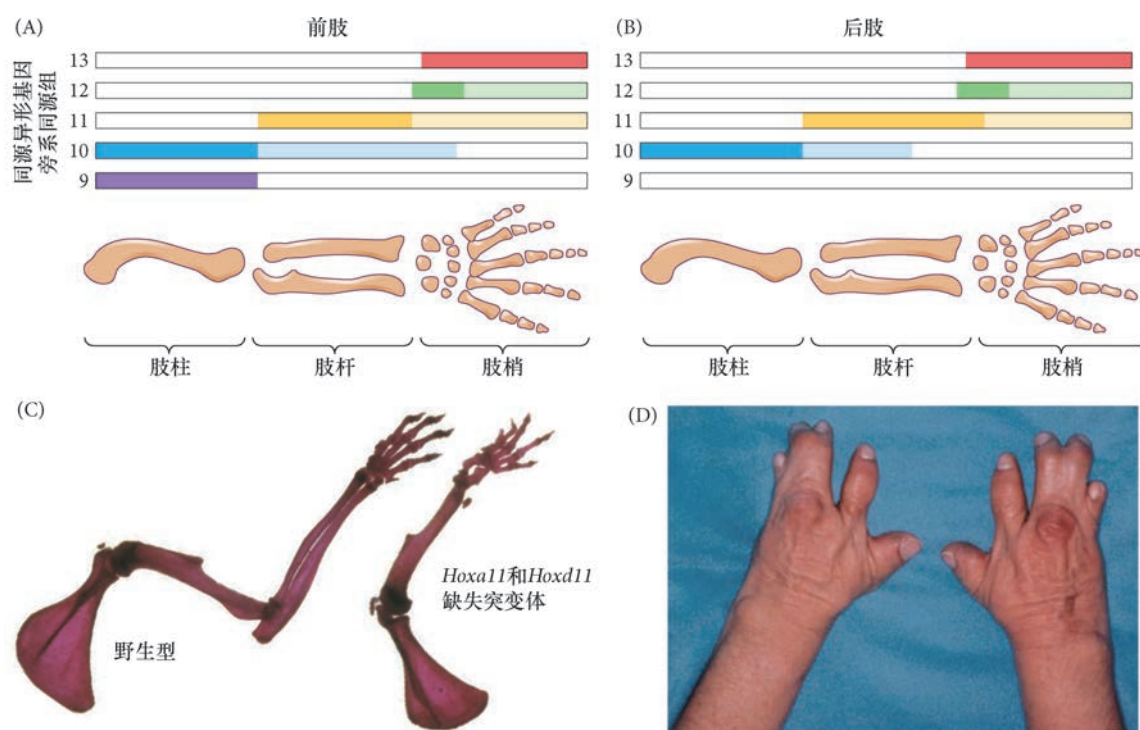 (A)
前肢
13
12
11
10
9
同源异形基因
旁系同源组
肢柱
肢杆
肢梢
(B)
后肢
13
12
11
10
9
肢柱
肢杆
肢梢
(C)
野生型
Hoxa11和Hoxd11
缺失突变体
(D)